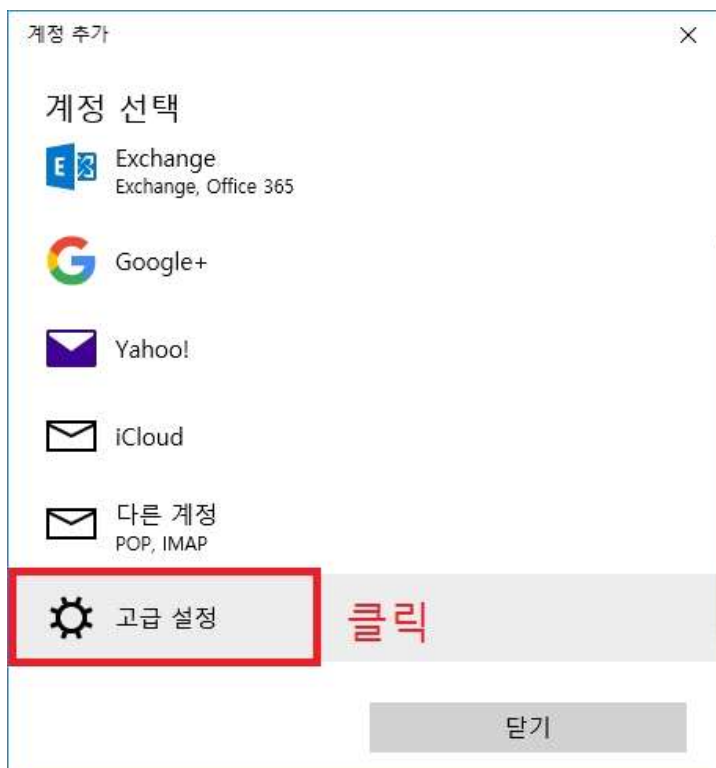 계정 추가
계정 선택
Exchange
Exchange, Office 365
Google+
Yahoo!
iCloud
다른 계정
POP, IMAP
고급 설정 클릭
닫기